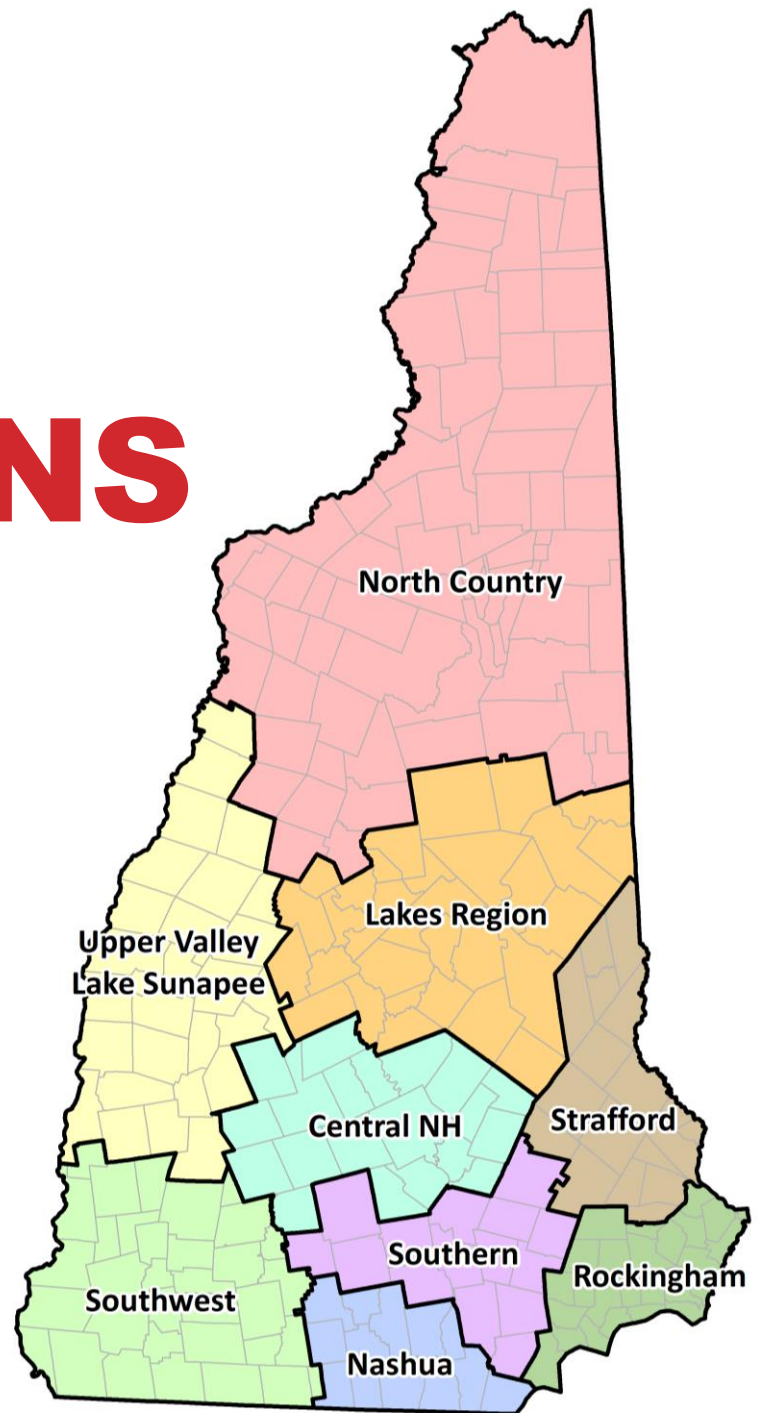 NS
North Country
Lakes Region
Upper Valley
Lake Sunapee
Central NH
Strafford
Southern
Rockingham
Southwest
Nashua